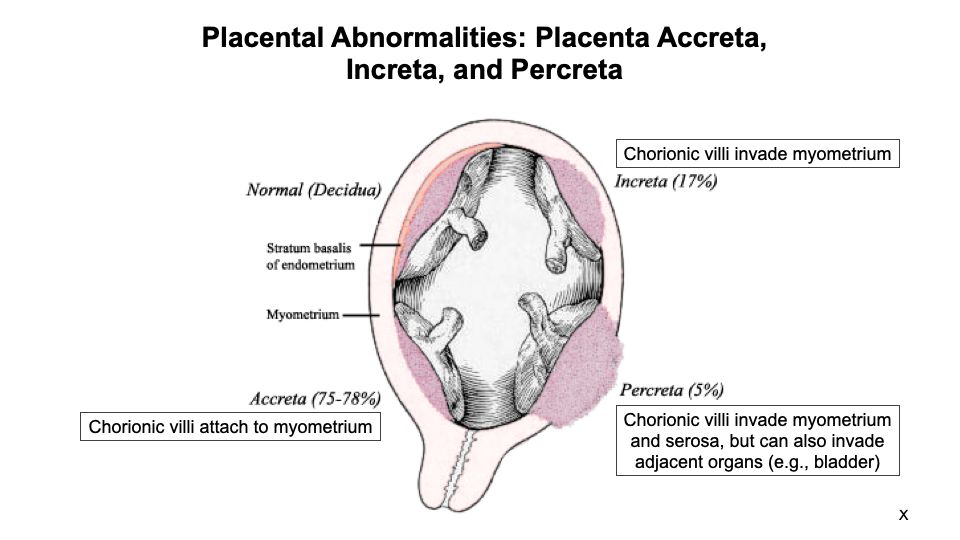 Placental Abnormalities: Placenta Accreta,
Increta, and Percreta
Chorionic villi invade myometrium
Increta (17%)
Normal (Decidua)
Stratum basalis
of endometrium
Myometrium
Accreta (75-78%)
Chorionic villi attach to myometrium
Percreta (5%)
Chorionic villi invade myometrium
and serosa, but can also invade
adjacent organs (e.g., bladder)
x